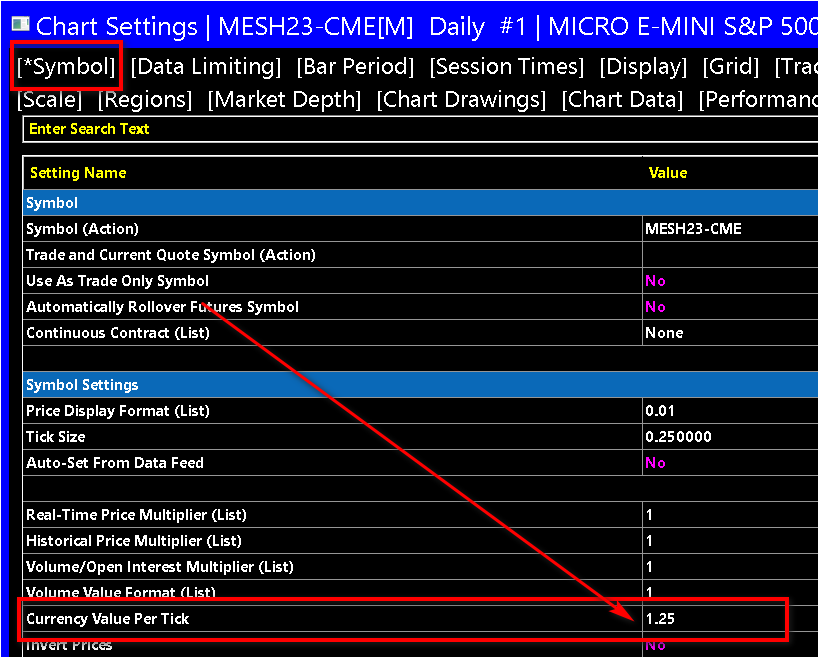 Chart Settings | MESH23-CME[M] Daily #1 | MICRO E-MINI S&P 500
[*Symbol] [Data Limiting] [Bar Period] [Session Times] [Display] [Grid] [Trad
[Scale] [Regions] [Market Depth] [Chart Drawings] [Chart Data] [Performanc
Enter Search Text
Setting Name Value
Symbol
Symbol (Action) MESH23-CME
Trade and Current Quote Symbol (Action)
Use As Trade Only Symbol No
Automatically Rollover Futures Symbol No
Continuous Contract (List) None
Symbol Settings
Price Display Format (List) 0.01
Tick Size 0.250000
Auto-Set From Data Feed No
Real-Time Price Multiplier (List) 1
Historical Price Multiplier (List) 1
Volume/Open Interest Multiplier (List) 1
Volume Value Format (List) 1
Currency Value Per Tick 1.25
Invert Prices No